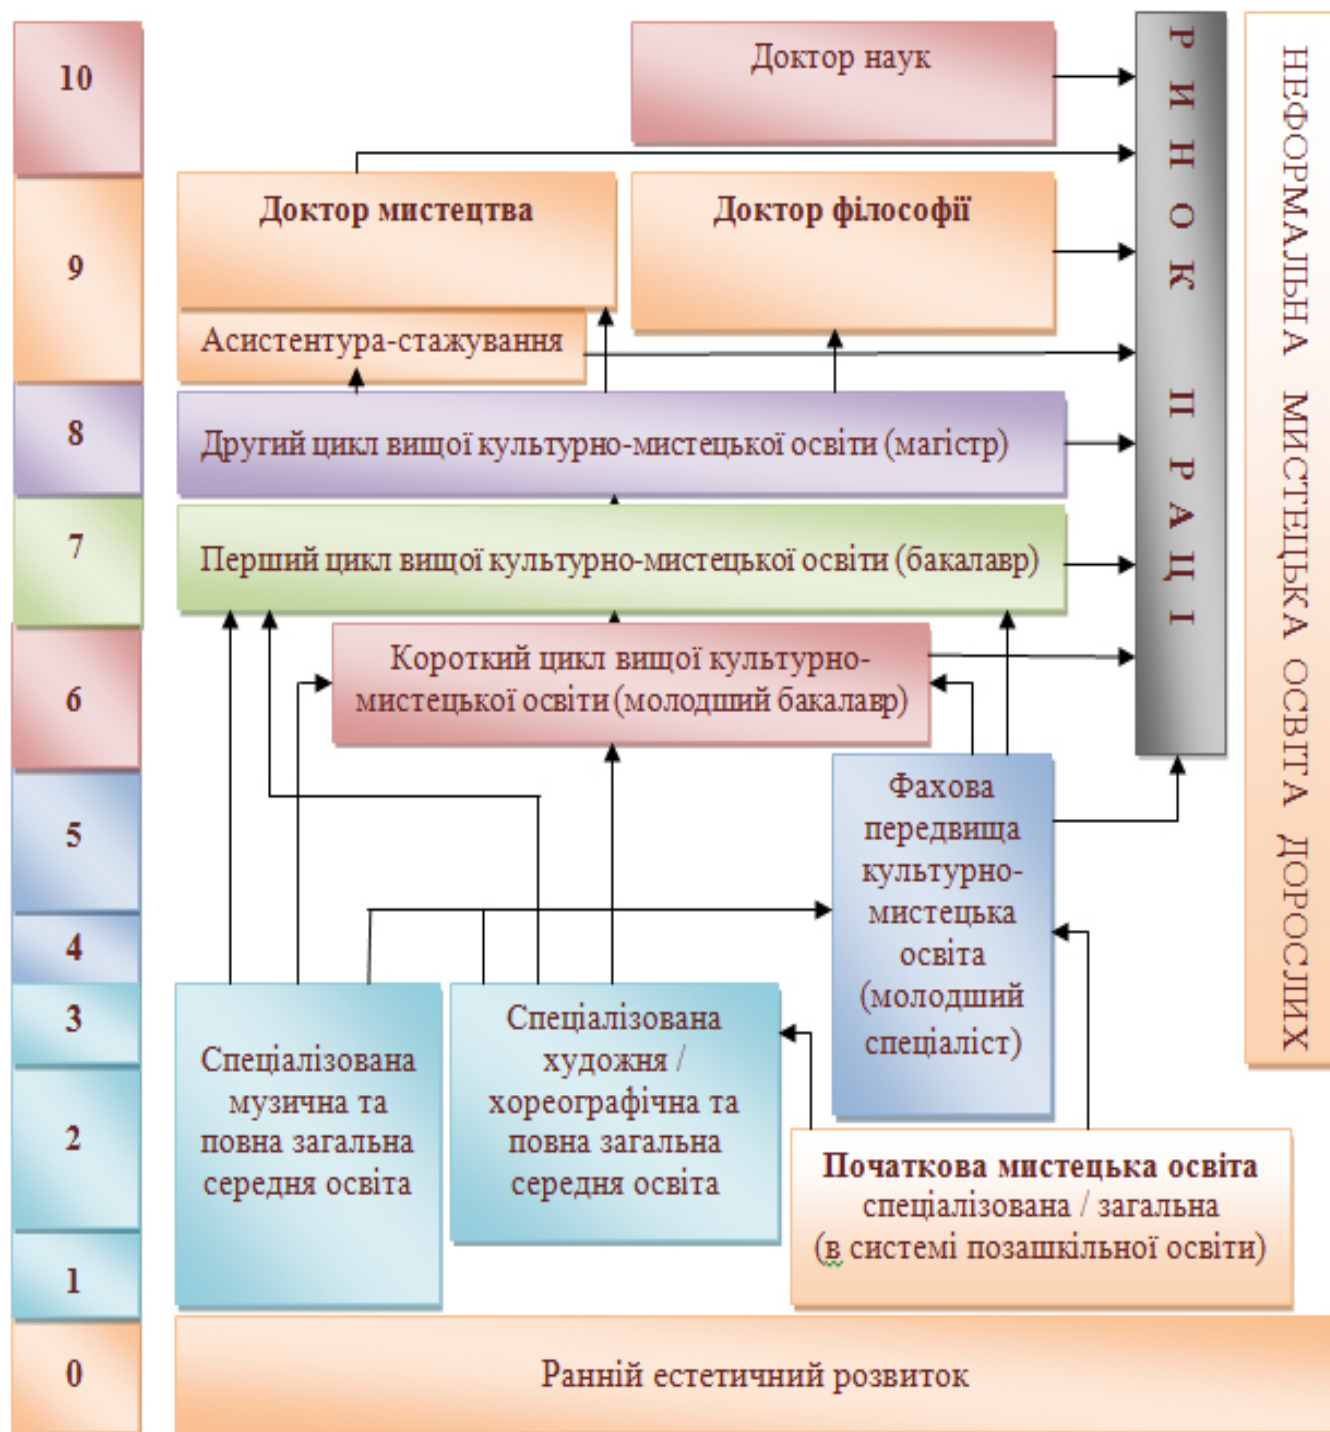 10
Доктор наук
9
Доктор мистецтва
Доктор філософії
Асистентура-стажування
8
Другий цикл вищої культурно-мистецької освіти (магістр)
7
Перший цикл вищої культурно-мистецької освіти (бакалавр)
6
Короткий цикл вищої культурно-
мистецької освіти (молодший бакалавр)
5
Фахова
передвища
культурно-
мистецька
освіта
(молодший
спеціаліст)
4
3
2
1
Спеціалізована
музична та
повна загальна
середня освіта
Спеціалізована
художня /
хореографічна та
повна загальна
середня освіта
Початкова мистецька освіта
спеціалізована / загальна
(в системі позашкільної освіти)
0
Ранній естетичний розвиток
РИНОК ПРАЦІ
НЕФОРМАЛЬНА МИСТЕЦЬКА ОСВІТА ДОРОСЛИХ